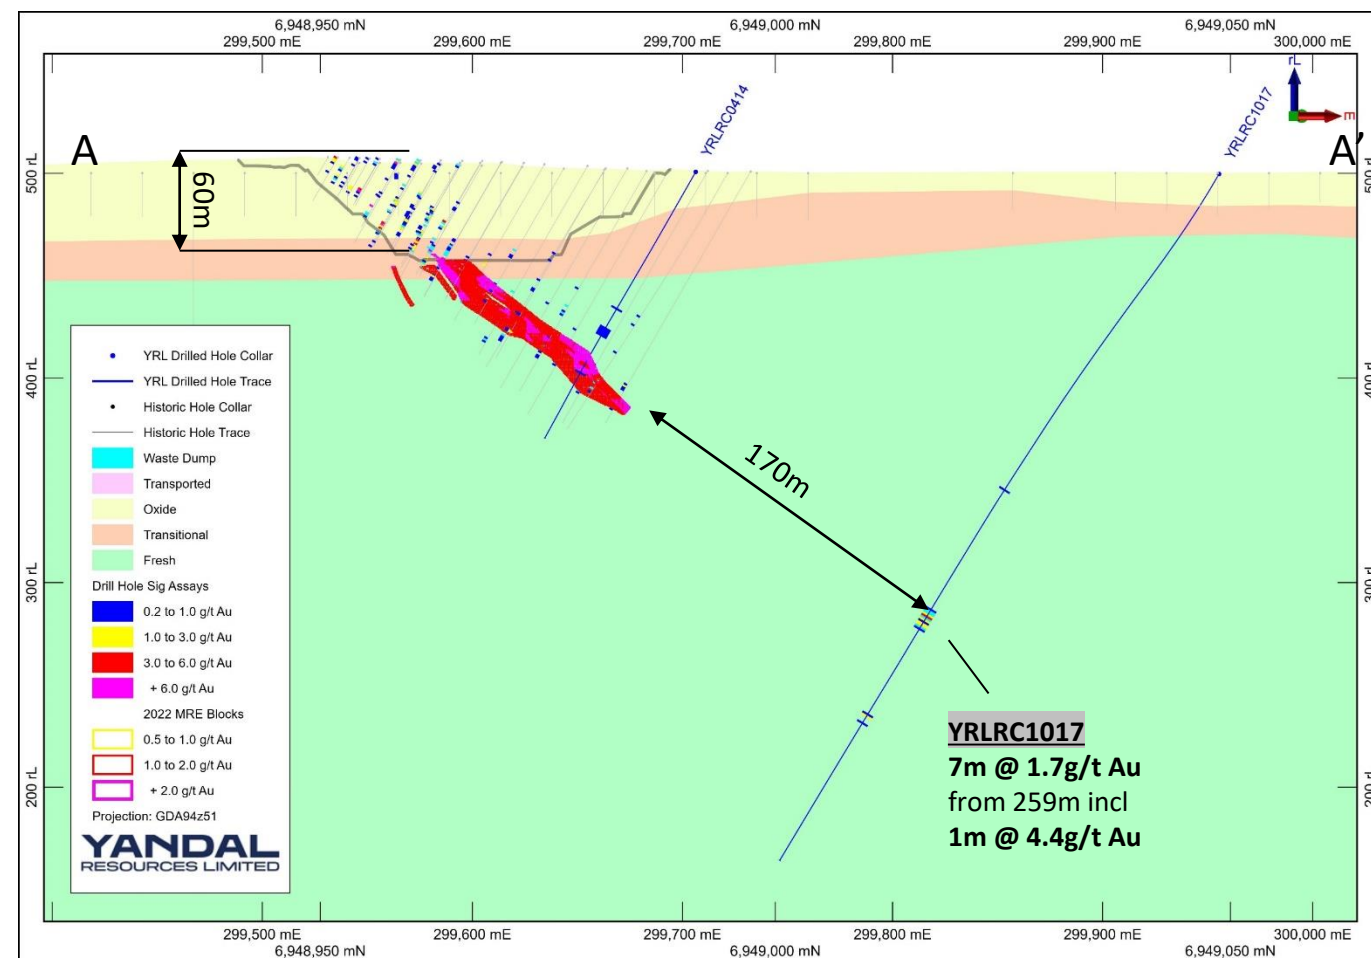 6,948,950 mN 6,949,000 mN 6,949,050 mN
299,500 mE 299,600 mE 299,700 mE 299,800 mE 299,900 mE 300,000 mE
rL
m
YRLRC0414
YRLRC1017
A A’
500 rL 500 rL
60m
400 rL 400 rL
170m
300 rL 300 rL
200 rL 200 rL
YRL Drilled Hole Collar
YRL Drilled Hole Trace
Historic Hole Collar
Historic Hole Trace
Waste Dump
Transported
Oxide
Transitional
Fresh
Drill Hole Sig Assays
0.2 to 1.0 g/t Au
1.0 to 3.0 g/t Au
3.0 to 6.0 g/t Au
+ 6.0 g/t Au
2022 MRE Blocks
0.5 to 1.0 g/t Au
1.0 to 2.0 g/t Au
+ 2.0 g/t Au
Projection: GDA94z51
YANDAL
RESOURCES LIMITED
YRLRC1017
7m @ 1.7g/t Au
from 259m incl
1m @ 4.4g/t Au
299,500 mE 299,600 mE 299,700 mE 299,800 mE 299,900 mE 300,000 mE
6,948,950 mN 6,949,000 mN 6,949,050 mN